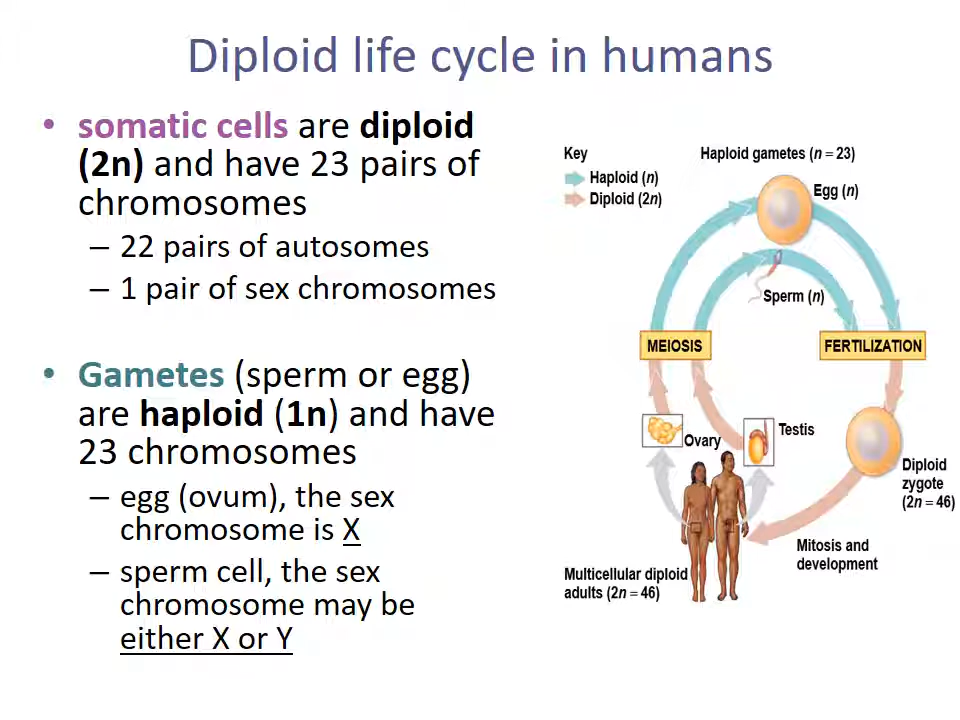 Diploid life cycle in humans
• somatic cells are diploid
(2n) and have 23 pairs of
chromosomes
– 22 pairs of autosomes
– 1 pair of sex chromosomes
• Gametes (sperm or egg)
are haploid (1n) and have
23 chromosomes
– egg (ovum), the sex
chromosome is X
– sperm cell, the sex
chromosome may be
either X or Y
Key
Haploid (n)
Diploid (2n)
Haploid gametes (n = 23)
Egg (n)
Sperm (n)
MEIOSIS
FERTILIZATION
Ovary
Testis
Diploid
zygote
(2n = 46)
Mitosis and
development
Multicellular diploid
adults (2n = 46)